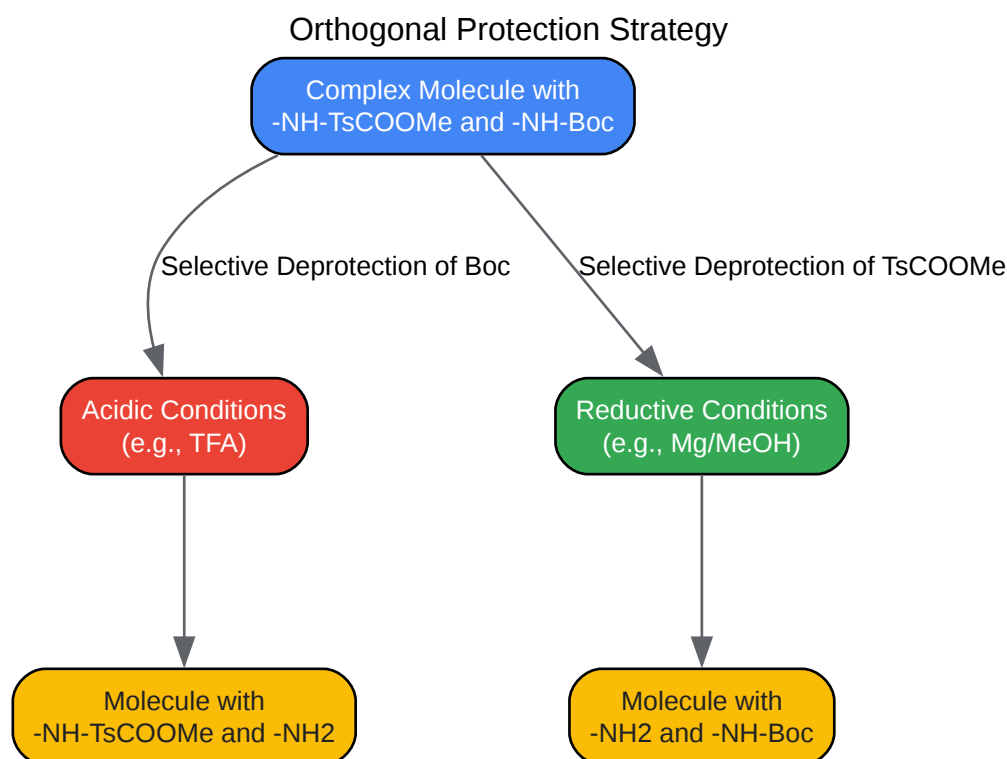 Orthogonal Protection Strategy
Complex Molecule with
-NH-TsCOOMe and -NH-Boc
Selective Deprotection of Boc
Selective Deprotection of TsCOOMe
Acidic Conditions
(e.g., TFA)
Reductive Conditions
(e.g., Mg/MeOH)
Molecule with
-NH-TsCOOMe and -NH2
Molecule with
-NH2 and -NH-Boc